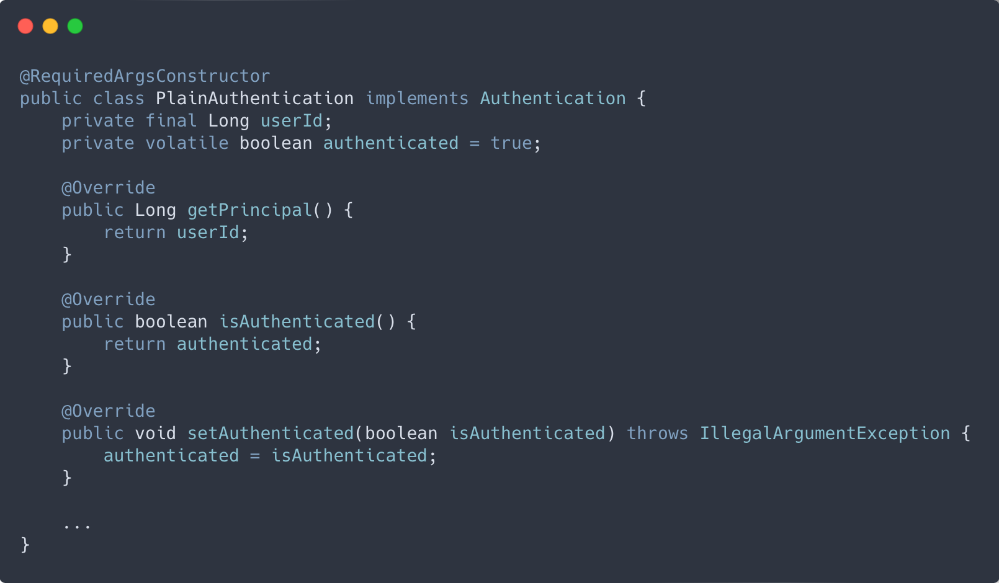 @RequiredArgsConstructor
public class PlainAuthentication implements Authentication {
    private final Long userId;
    private volatile boolean authenticated = true;

    @Override
    public Long getPrincipal() {
        return userId;
    }

    @Override
    public boolean isAuthenticated() {
        return authenticated;
    }

    @Override
    public void setAuthenticated(boolean isAuthenticated) throws IllegalArgumentException {
        authenticated = isAuthenticated;
    }

    ...
}